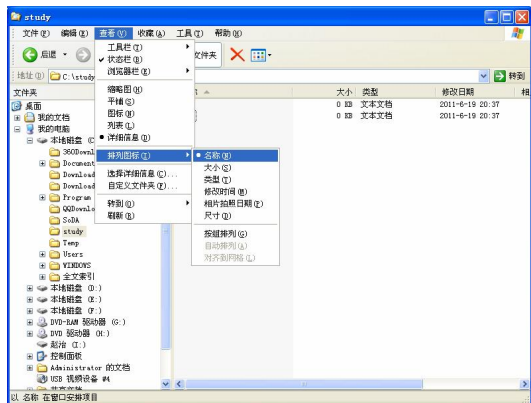 study
文件(F) 编辑(E) 查看(V) 收藏(A) 工具(T) 帮助(H)
后退
文件夹
地址(D) C:\study
转到
工具栏(T)
状态栏(B)
浏览器栏(E)
缩略图(H)
平铺(S)
图标(N)
列表(L)
详细信息(D)
排列图标(I)
选择详细信息(C)...
自定义文件夹(F)...
转到(O)
刷新(R)
名称(N)
大小(S)
类型(T)
修改时间(M)
相片拍照日期(P)
尺寸(D)
按组排列(G)
自动排列(A)
对齐到网格(L)
大小 类型 修改日期 相
0 KB 文本文档 2011-6-19 20:37
0 KB 文本文档 2011-6-19 20:37
文件夹
桌面
我的文档
我的电脑
本地磁盘 (C
360Downl
Document
Download
Download
Program
QQDownlo
SoDA
study
Temp
Users
WINDOWS
全文索引
本地磁盘 (D:)
本地磁盘 (E:)
本地磁盘 (F:)
DVD-RAM 驱动器 (G:)
DVD 驱动器 (H:)
赵治 (I:)
控制面板
Administrator 的文档
USB 视频设备 #4
以 名称 在窗口安排项目